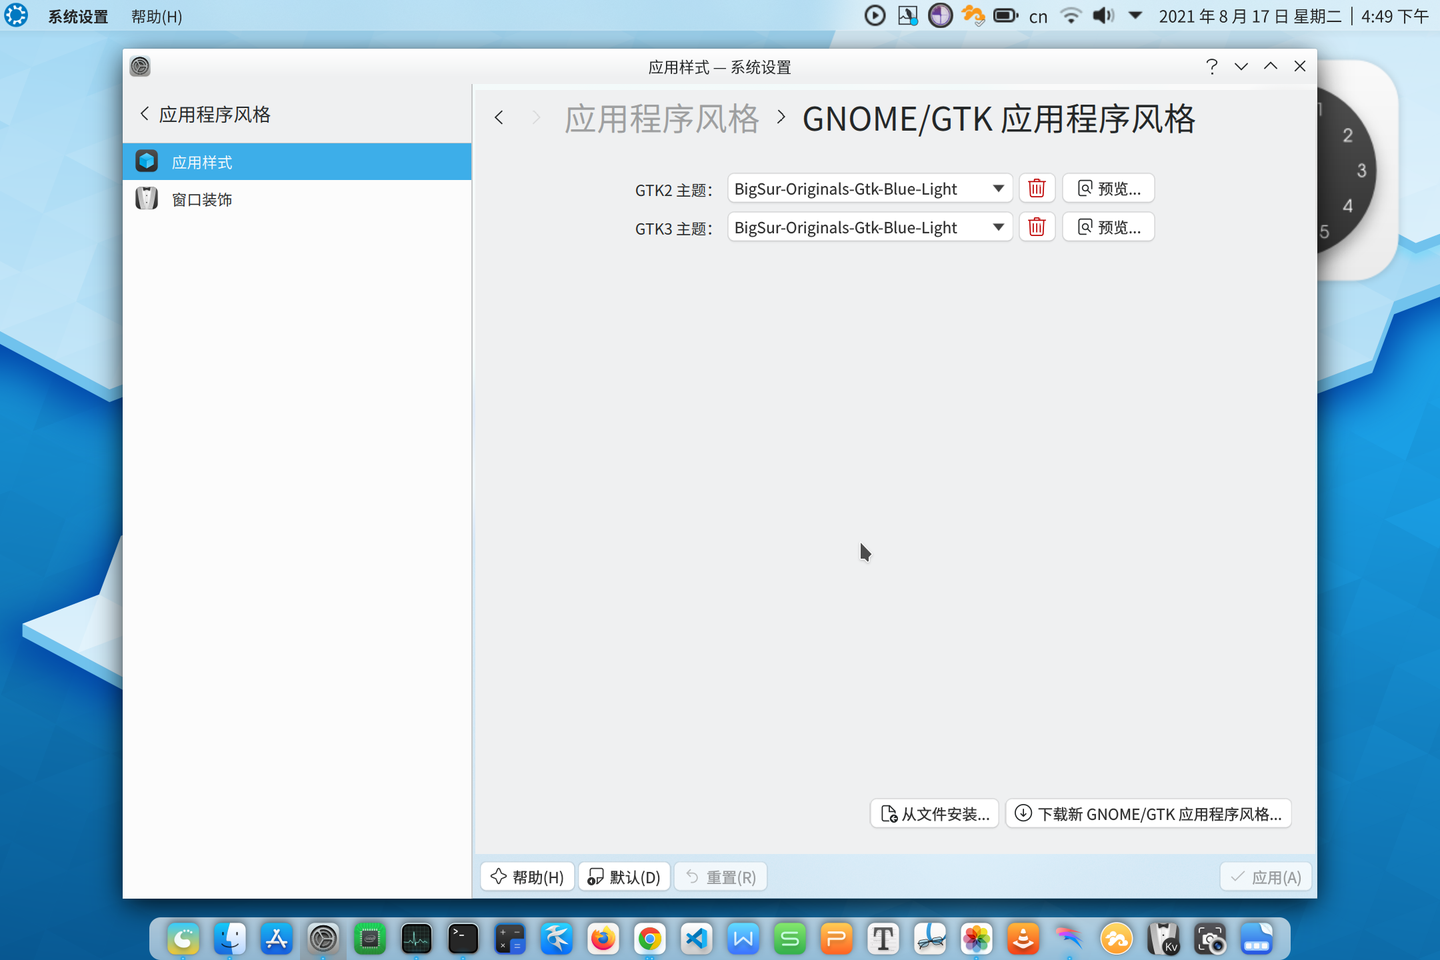 系统设置 帮助(H) cn 2021 年 8 月 17 日 星期二 4:49 下午
应用样式 — 系统设置
应用程序风格
应用程序风格 GNOME/GTK 应用程序风格
应用样式
窗口装饰
GTK2 主题： BigSur-Originals-Gtk-Blue-Light 预览...
GTK3 主题： BigSur-Originals-Gtk-Blue-Light 预览...
1
2
3
4
5
从文件安装... 下载新 GNOME/GTK 应用程序风格...
帮助(H) 默认(D) 重置(R) 应用(A)
W S P T Kv